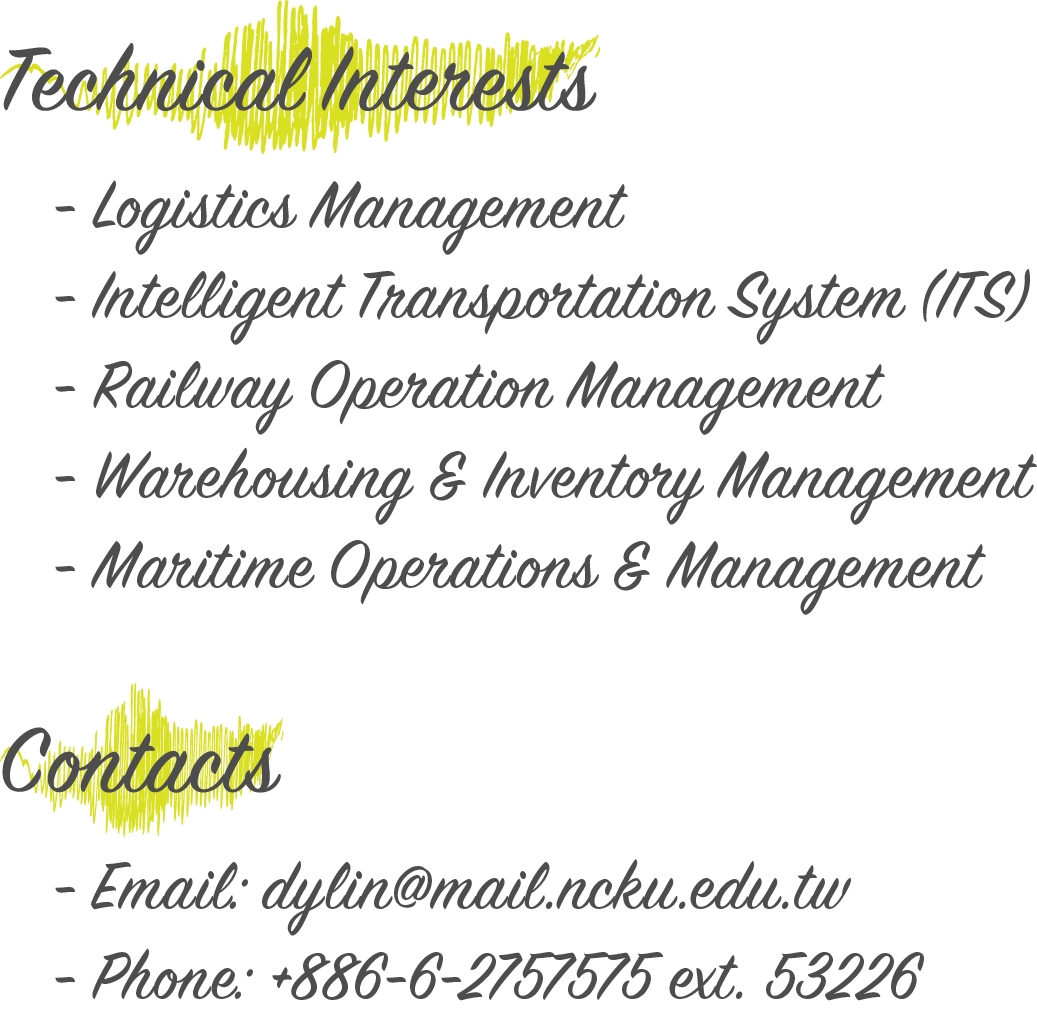 Technical Interests
- Logistics Management
- Intelligent Transportation System (ITS)
- Railway Operation Management
- Warehousing & Inventory Management
- Maritime Operations & Management
Contacts
- Email: dylin@mail.ncku.edu.tw
- Phone: +886-6-2757575 ext. 53226